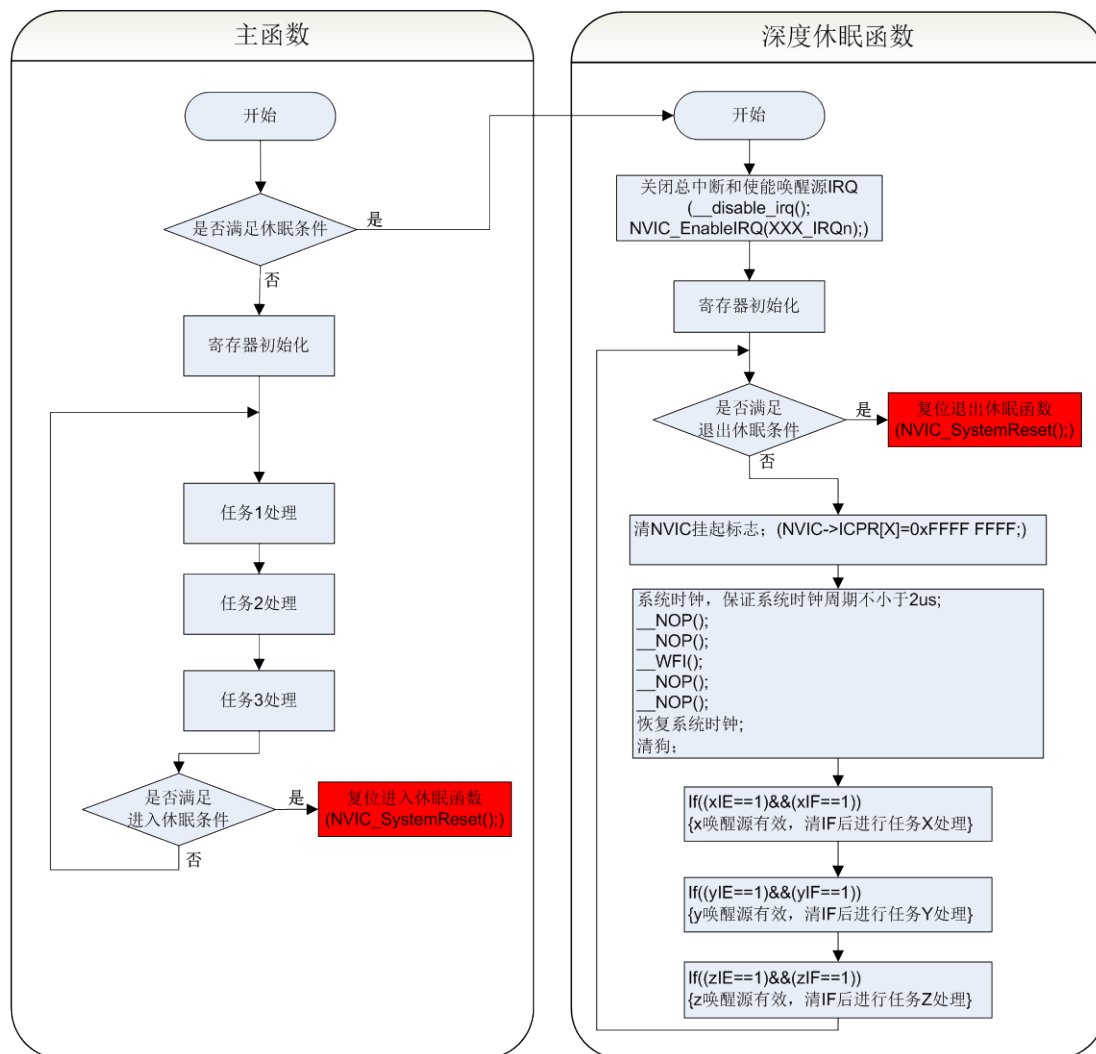 主函数
开始
是否满足休眠条件
是
否
寄存器初始化
任务1处理
任务2处理
任务3处理
是否满足
进入休眠条件
是
复位进入休眠函数
(NVIC_SystemReset();)
否
深度休眠函数
开始
关闭总中断和使能唤醒源IRQ
(__disable_irq();
NVIC_EnableIRQ(XXX_IRQn);)
寄存器初始化
是否满足
退出休眠条件
是
复位退出休眠函数
(NVIC_SystemReset();)
否
清NVIC挂起标志；(NVIC->ICPR[X]=0xFFFF FFFF;)
系统时钟，保证系统时钟周期不小于2us;
__NOP();
__NOP();
__WFI();
__NOP();
__NOP();
恢复系统时钟;
清狗；
If((xIE==1)&&(xIF==1))
{x唤醒源有效，清IF后进行任务X处理}
If((yIE==1)&&(yIF==1))
{y唤醒源有效，清IF后进行任务Y处理}
If((zIE==1)&&(zIF==1))
{z唤醒源有效，清IF后进行任务Z处理}